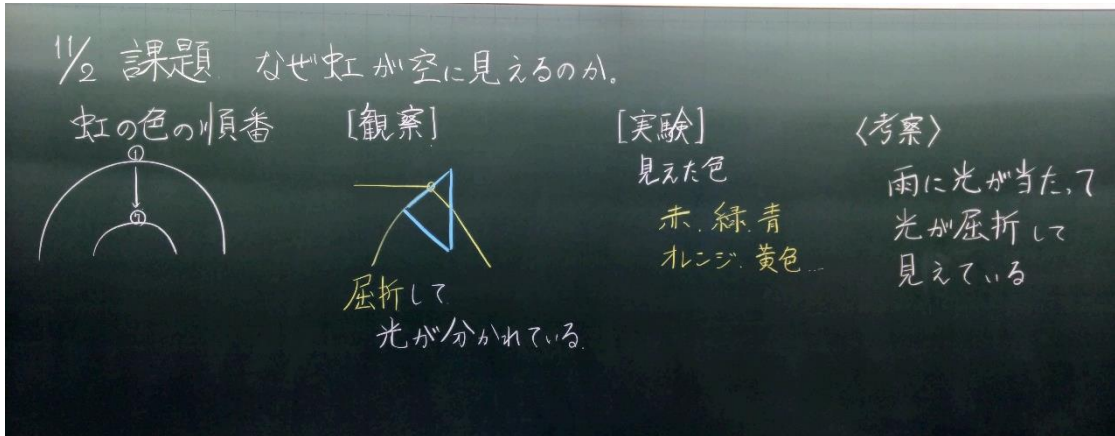 11/2 課題 なぜ虹が空に見えるのか。
虹の色の順番
①
⑦
[観察]
屈折して
光が分かれている.
[実験]
見えた色
赤.緑.青
オレンジ.黄色...
〈考察〉
雨に光が当たって
光が屈折して
見えている